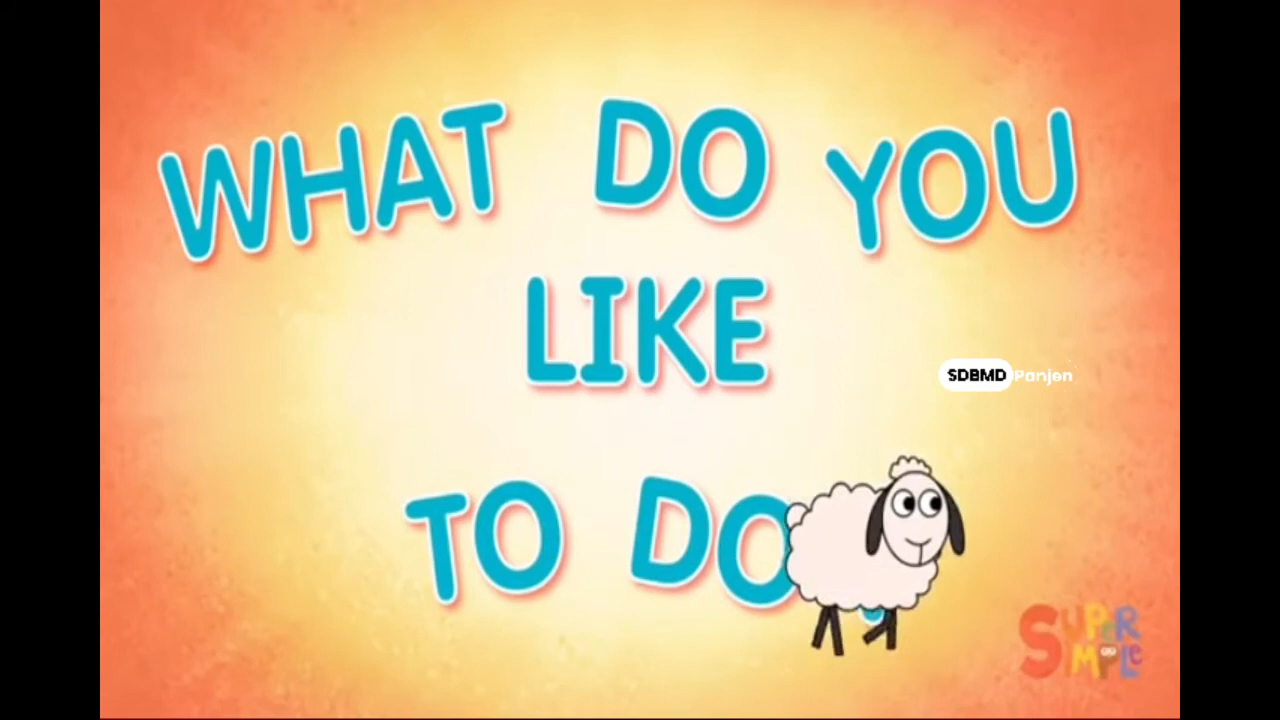 WHAT DO YOU
LIKE
TO DO
SDBMD Panjen
SUPER
SIMPLE